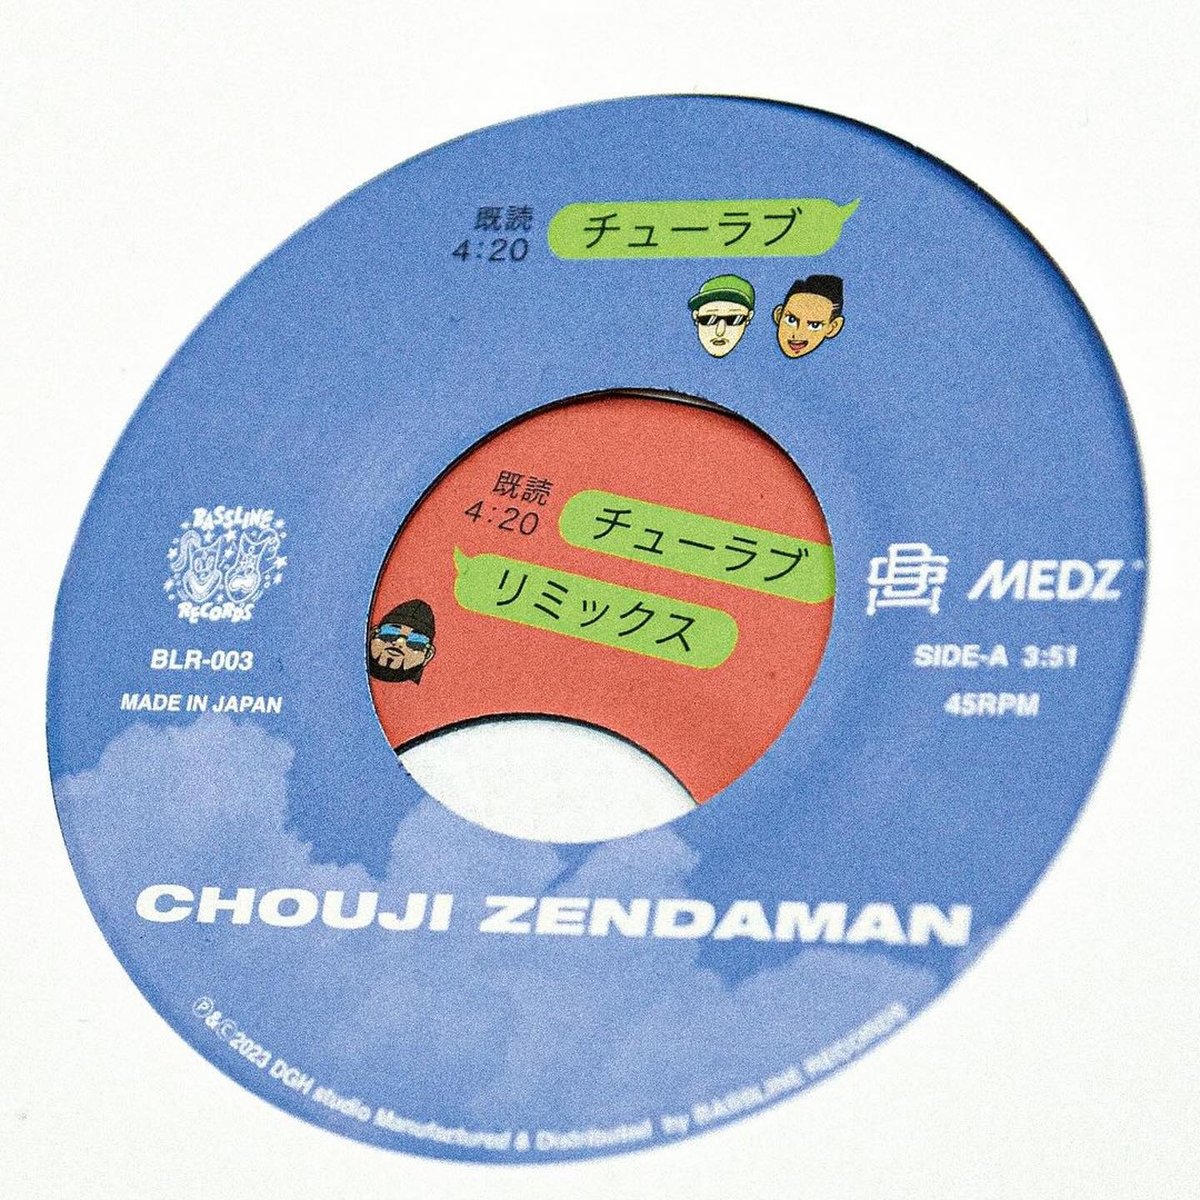 既読
4:20
チューラブ
既読
4:20
チューラブ
リミックス
BASSLINE
RECORDS
BLR-003
MADE IN JAPAN
MEDZ
SIDE-A 3:51
45RPM
CHOUJI ZENDAMAN
Ⓟ&©2023 DGH studio Manufactured & Distributed by BASSLINE RECORDS